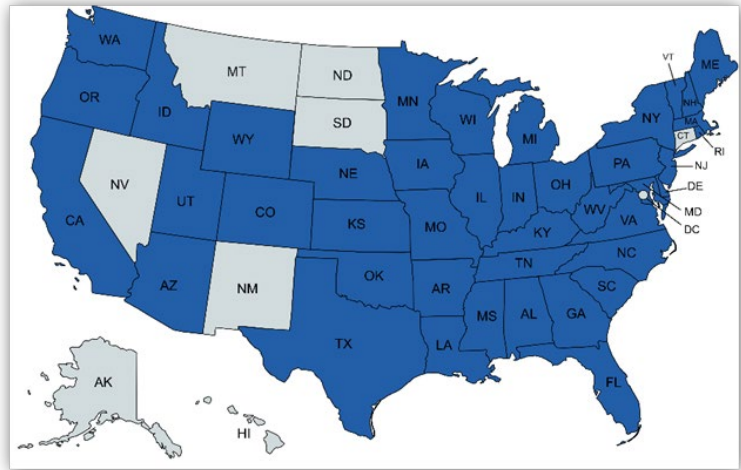 WA
MT
ND
MN
VT
ME
OR
ID
SD
WI
NY
NH
MA
CT
RI
WY
MI
IA
PA
NJ
NV
NE
IL
IN
OH
DE
UT
CO
WV
MD
CA
KS
MO
KY
VA
DC
NC
TN
AZ
NM
OK
AR
SC
MS
AL
GA
TX
LA
AK
FL
HI